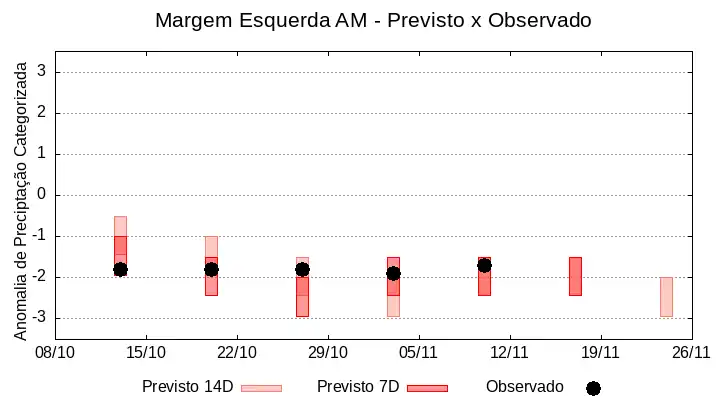 Margem Esquerda AM - Previsto x Observado
Anomalia de Preciptação Categorizada
3
2
1
0
-1
-2
-3
08/10 15/10 22/10 29/10 05/11 12/11 19/11 26/11
Previsto 14D Previsto 7D Observado